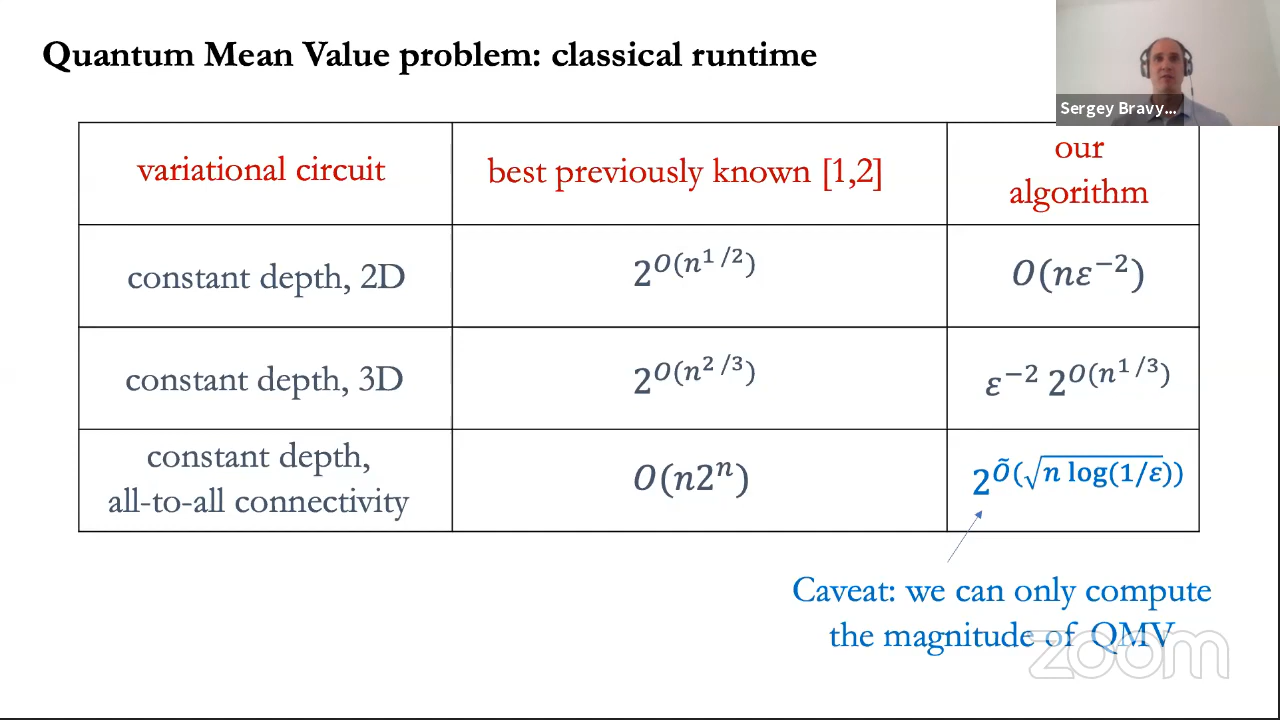 Quantum Mean Value problem: classical runtime
Sergey Bravy...
variational circuit
best previously known [1,2]
our
algorithm
constant depth, 2D
2^{O(n^{1/2})}
O(nε^{-2})
constant depth, 3D
2^{O(n^{2/3})}
ε^{-2} 2^{O(n^{1/3})}
constant depth,
all-to-all connectivity
O(n2^n)
2^{Õ(√(n log(1/ε)))}
Caveat: we can only compute
the magnitude of QMV
zoom